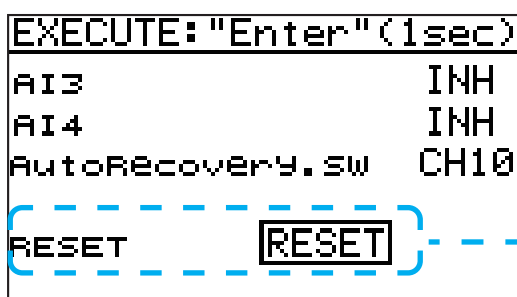 EXECUTE:"Enter"(1sec)
AI3 INH
AI4 INH
AutoRecovery.SW CH10
RESET RESET